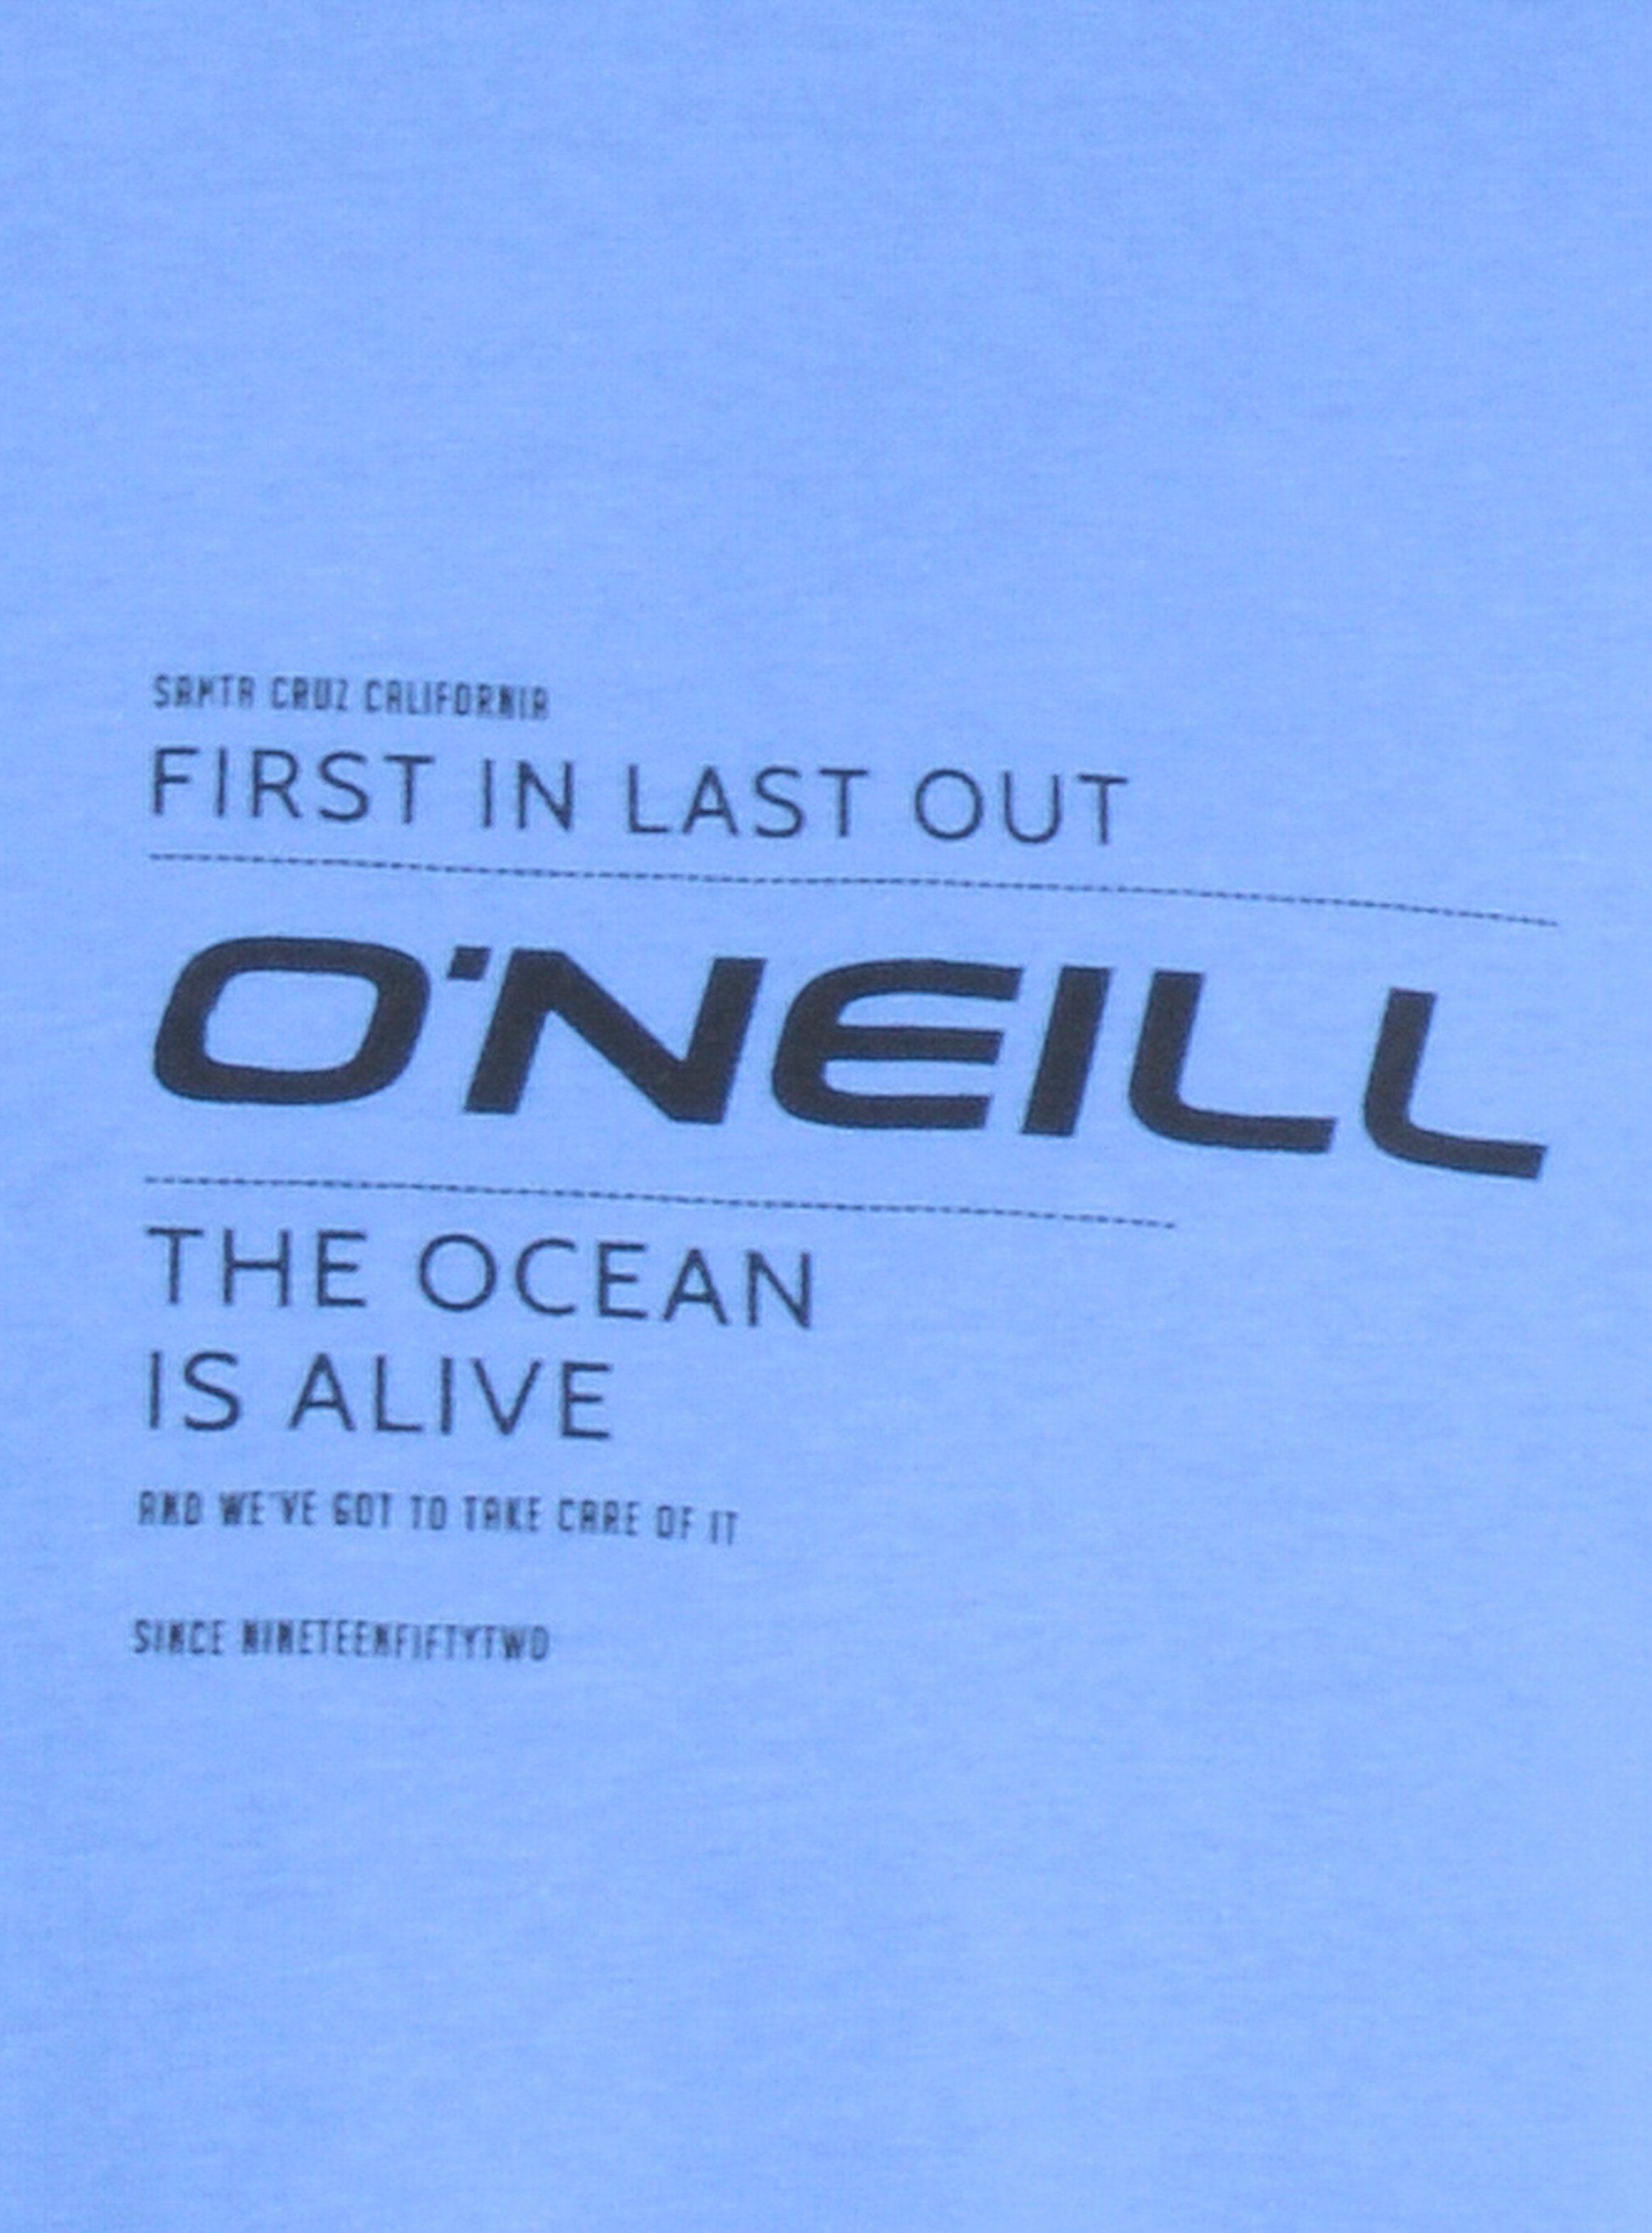 SANTA CRUZ CALIFORNIA
FIRST IN LAST OUT
O'NEILL
THE OCEAN
IS ALIVE
AND WE'VE GOT TO TAKE CARE OF IT
SINCE NINETEENFIFTYTWO